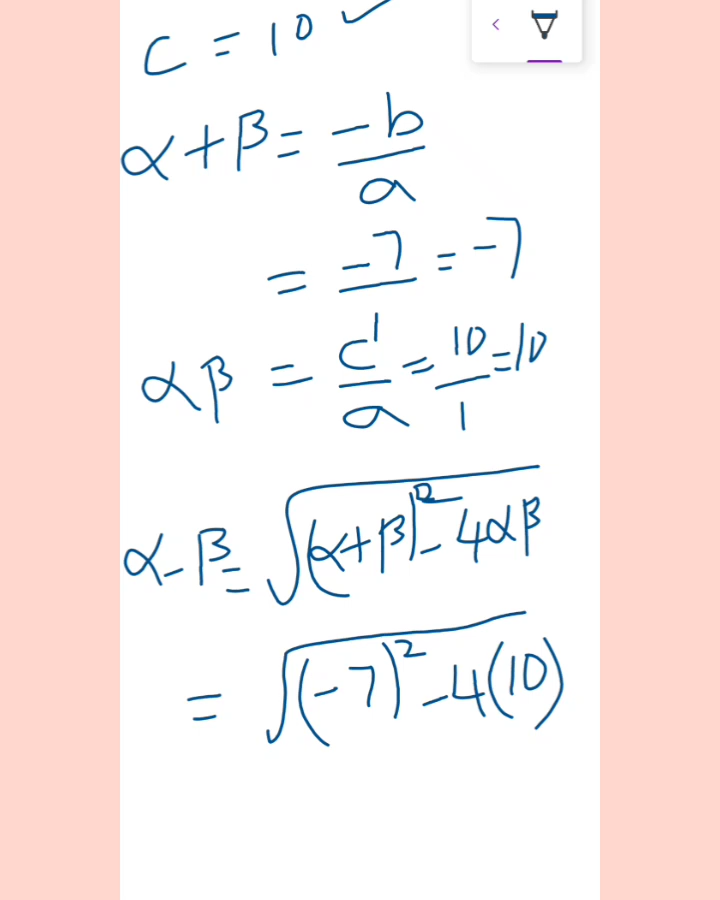 C = 10 ✓
α+β = -b/a
= -7/1 = -7
αβ = c/a = 10/1 = 10
α-β = √(α+β)² - 4αβ
= √(-7)² - 4(10)